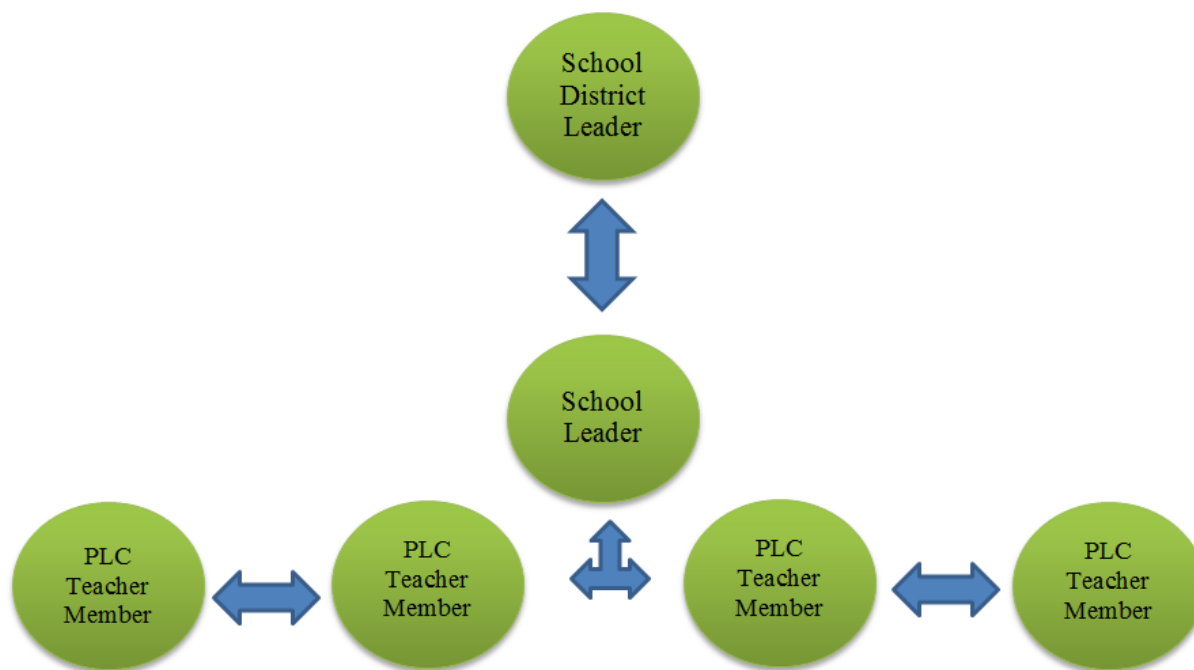 School
District
Leader
School
Leader
PLC
Teacher
Member
PLC
Teacher
Member
PLC
Teacher
Member
PLC
Teacher
Member